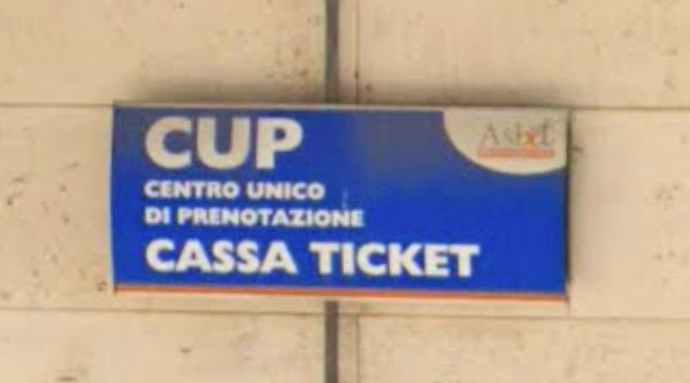 CUP
CENTRO UNICO
DI PRENOTAZIONE
CASSA TICKET